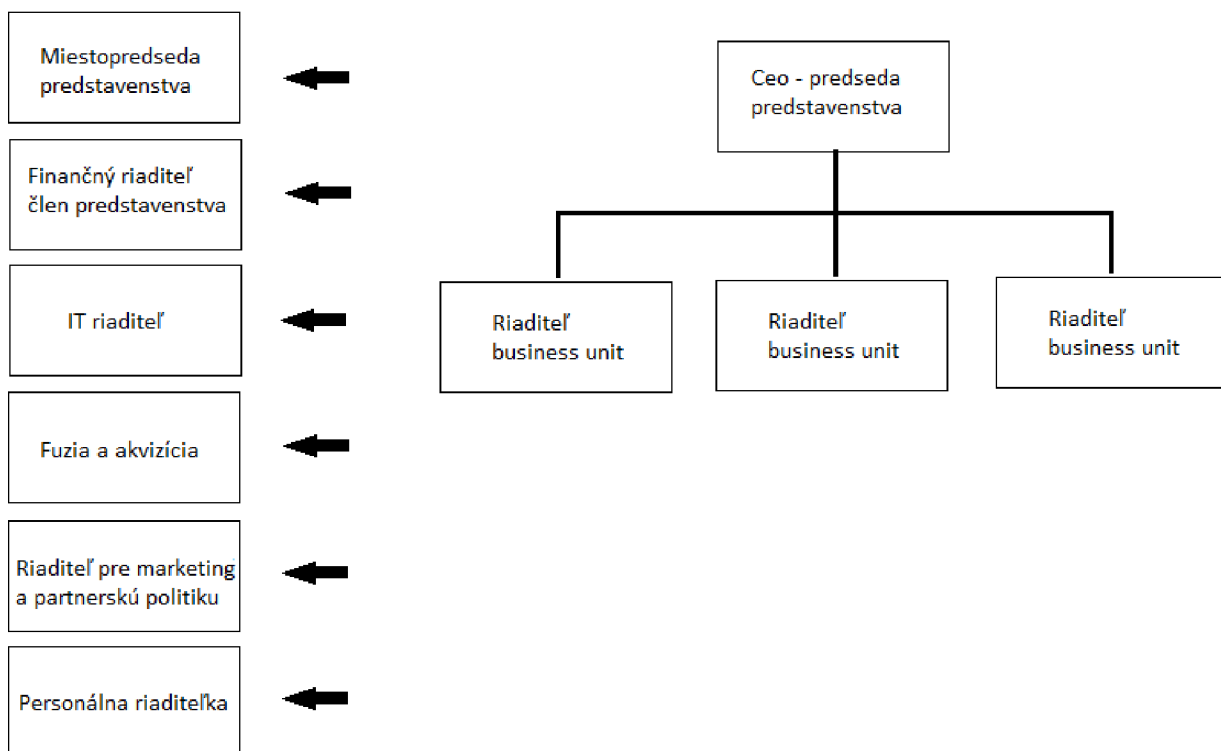 Miestopredseda
predstavenstva
Finančný riaditeľ
člen predstavenstva
IT riaditeľ
Fuzia a akvizícia
Riaditeľ pre marketing
a partnerskú politiku
Personálna riaditeľka
Ceo - predseda
predstavenstva
Riaditeľ
business unit
Riaditeľ
business unit
Riaditeľ
business unit